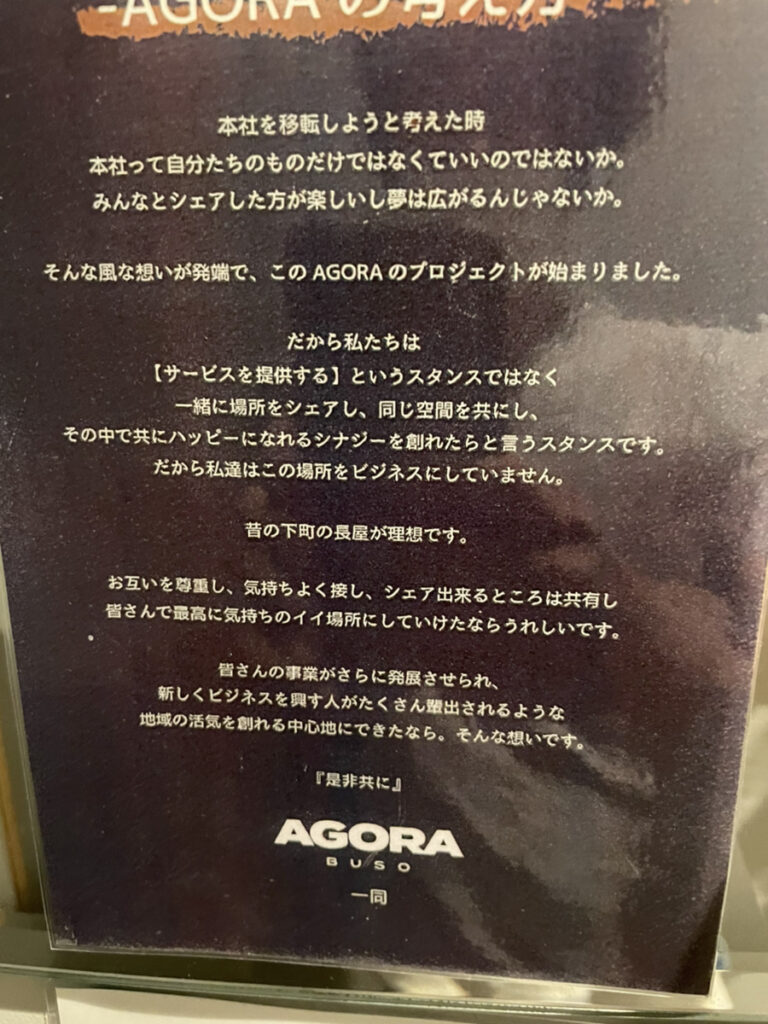 -AGORAの考え方
本社を移転しようと考えた時
本社って自分たちのものだけではなくていいのではないか。
みんなとシェアした方が楽しいし夢は広がるんじゃないか。
そんな風な想いが発端で、このAGORAのプロジェクトが始まりました。
だから私たちは
【サービスを提供する】というスタンスではなく
一緒に場所をシェアし、同じ空間を共にし、
その中で共にハッピーになれるシナジーを創れたらと言うスタンスです。
だから私達はこの場所をビジネスにしていません。
昔の下町の長屋が理想です。
お互いを尊重し、気持ちよく接し、シェア出来るところは共有し
皆さんで最高に気持ちのイイ場所にしていけたならうれしいです。
皆さんの事業がさらに発展させられ、
新しくビジネスを興す人がたくさん輩出されるような
地域の活気を創れる中心地にできたなら。そんな想いです。
『是非共に』
AGORA
BUSO
一同